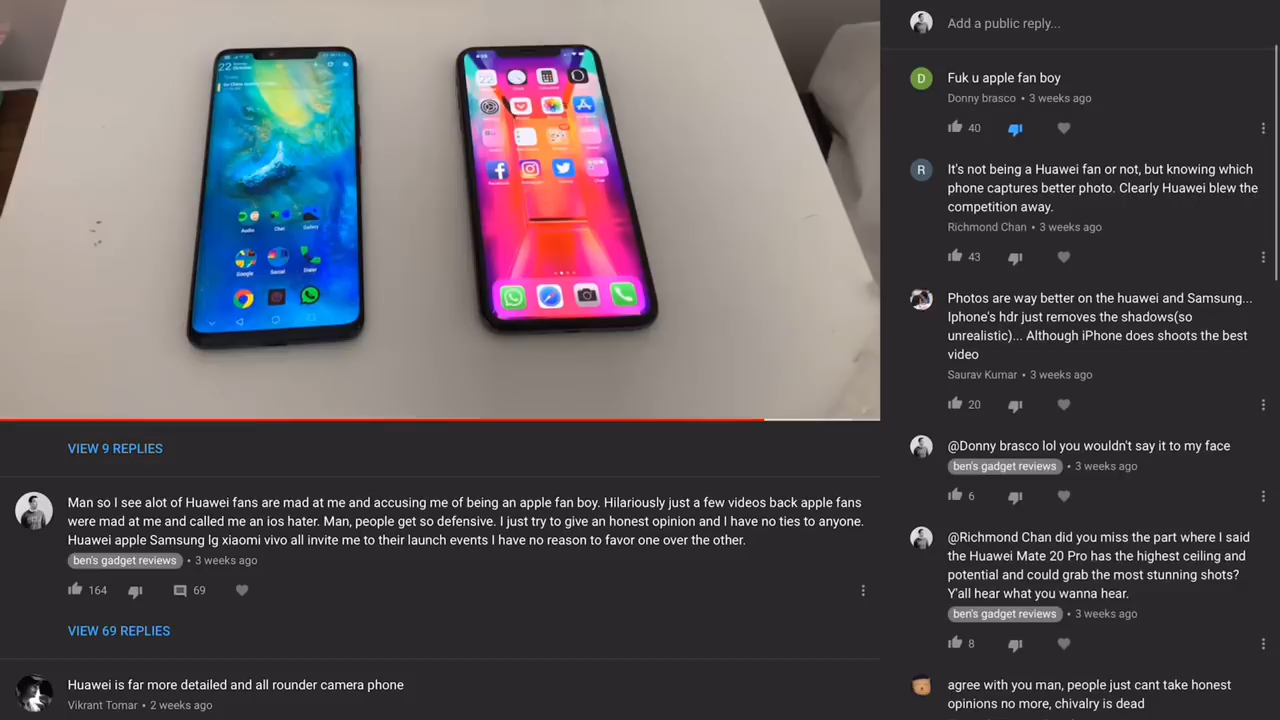 22
VIEW 9 REPLIES
Man so I see alot of Huawei fans are mad at me and accusing me of being an apple fan boy. Hilariously just a few videos back apple fans
were mad at me and called me an ios hater. Man, people get so defensive. I just try to give an honest opinion and I have no ties to anyone.
Huawei apple Samsung lg xiaomi vivo all invite me to their launch events I have no reason to favor one over the other.
ben's gadget reviews • 3 weeks ago
164 69
VIEW 69 REPLIES
Huawei is far more detailed and all rounder camera phone
Vikrant Tomar • 2 weeks ago
Audio Chat Gallery
Google Social Dialer
Facebook Instagram Twitter Chat
Add a public reply...
D
Fuk u apple fan boy
Donny brasco • 3 weeks ago
40
R
It's not being a Huawei fan or not, but knowing which
phone captures better photo. Clearly Huawei blew the
competition away.
Richmond Chan • 3 weeks ago
43
Photos are way better on the huawei and Samsung...
Iphone's hdr just removes the shadows(so
unrealistic)... Although iPhone does shoots the best
video
Saurav Kumar • 3 weeks ago
20
@Donny brasco lol you wouldn't say it to my face
ben's gadget reviews • 3 weeks ago
6
@Richmond Chan did you miss the part where I said
the Huawei Mate 20 Pro has the highest ceiling and
potential and could grab the most stunning shots?
Y'all hear what you wanna hear.
ben's gadget reviews • 3 weeks ago
8
agree with you man, people just cant take honest
opinions no more, chivalry is dead